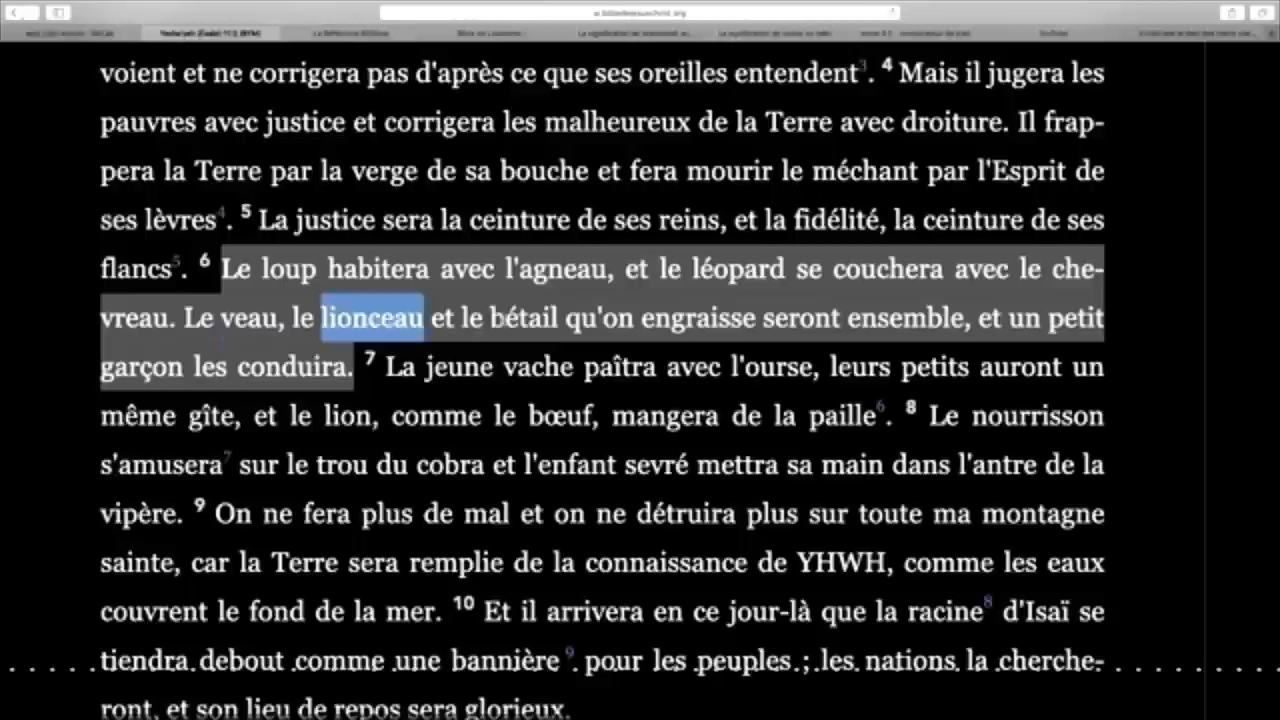 voient et ne corrigera pas d'après ce que ses oreilles entendent³. 4 Mais il jugera les
pauvres avec justice et corrigera les malheureux de la Terre avec droiture. Il frap-
pera la Terre par la verge de sa bouche et fera mourir le méchant par l'Esprit de
ses lèvres⁴. 5 La justice sera la ceinture de ses reins, et la fidélité, la ceinture de ses
flancs⁵. 6 Le loup habitera avec l'agneau, et le léopard se couchera avec le che-
vreau. Le veau, le lionceau et le bétail qu'on engraisse seront ensemble, et un petit
garçon les conduira. 7 La jeune vache paîtra avec l'ourse, leurs petits auront un
même gîte, et le lion, comme le bœuf, mangera de la paille⁶. 8 Le nourrisson
s'amusera⁷ sur le trou du cobra et l'enfant sevré mettra sa main dans l'antre de la
vipère. 9 On ne fera plus de mal et on ne détruira plus sur toute ma montagne
sainte, car la Terre sera remplie de la connaissance de YHWH, comme les eaux
couvrent le fond de la mer. 10 Et il arrivera en ce jour-là que la racine⁸ d'Isaï se
tiendra debout comme une bannière⁹ pour les peuples ; les nations la cherche-
ront, et son lieu de repos sera glorieux.